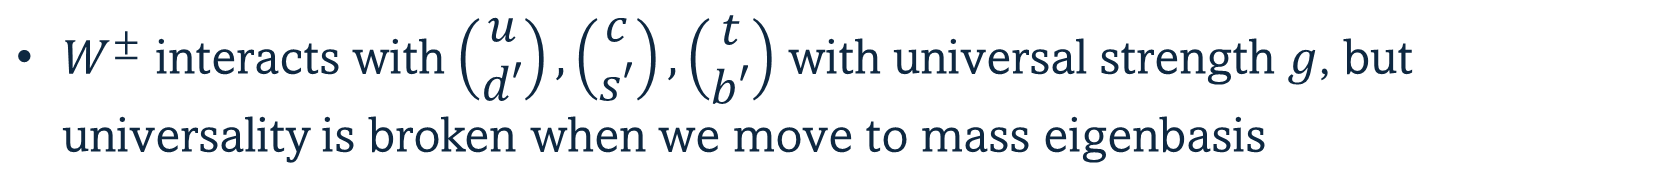 • W± interacts with (u d′), (c s′), (t b′) with universal strength g, but
universality is broken when we move to mass eigenbasis